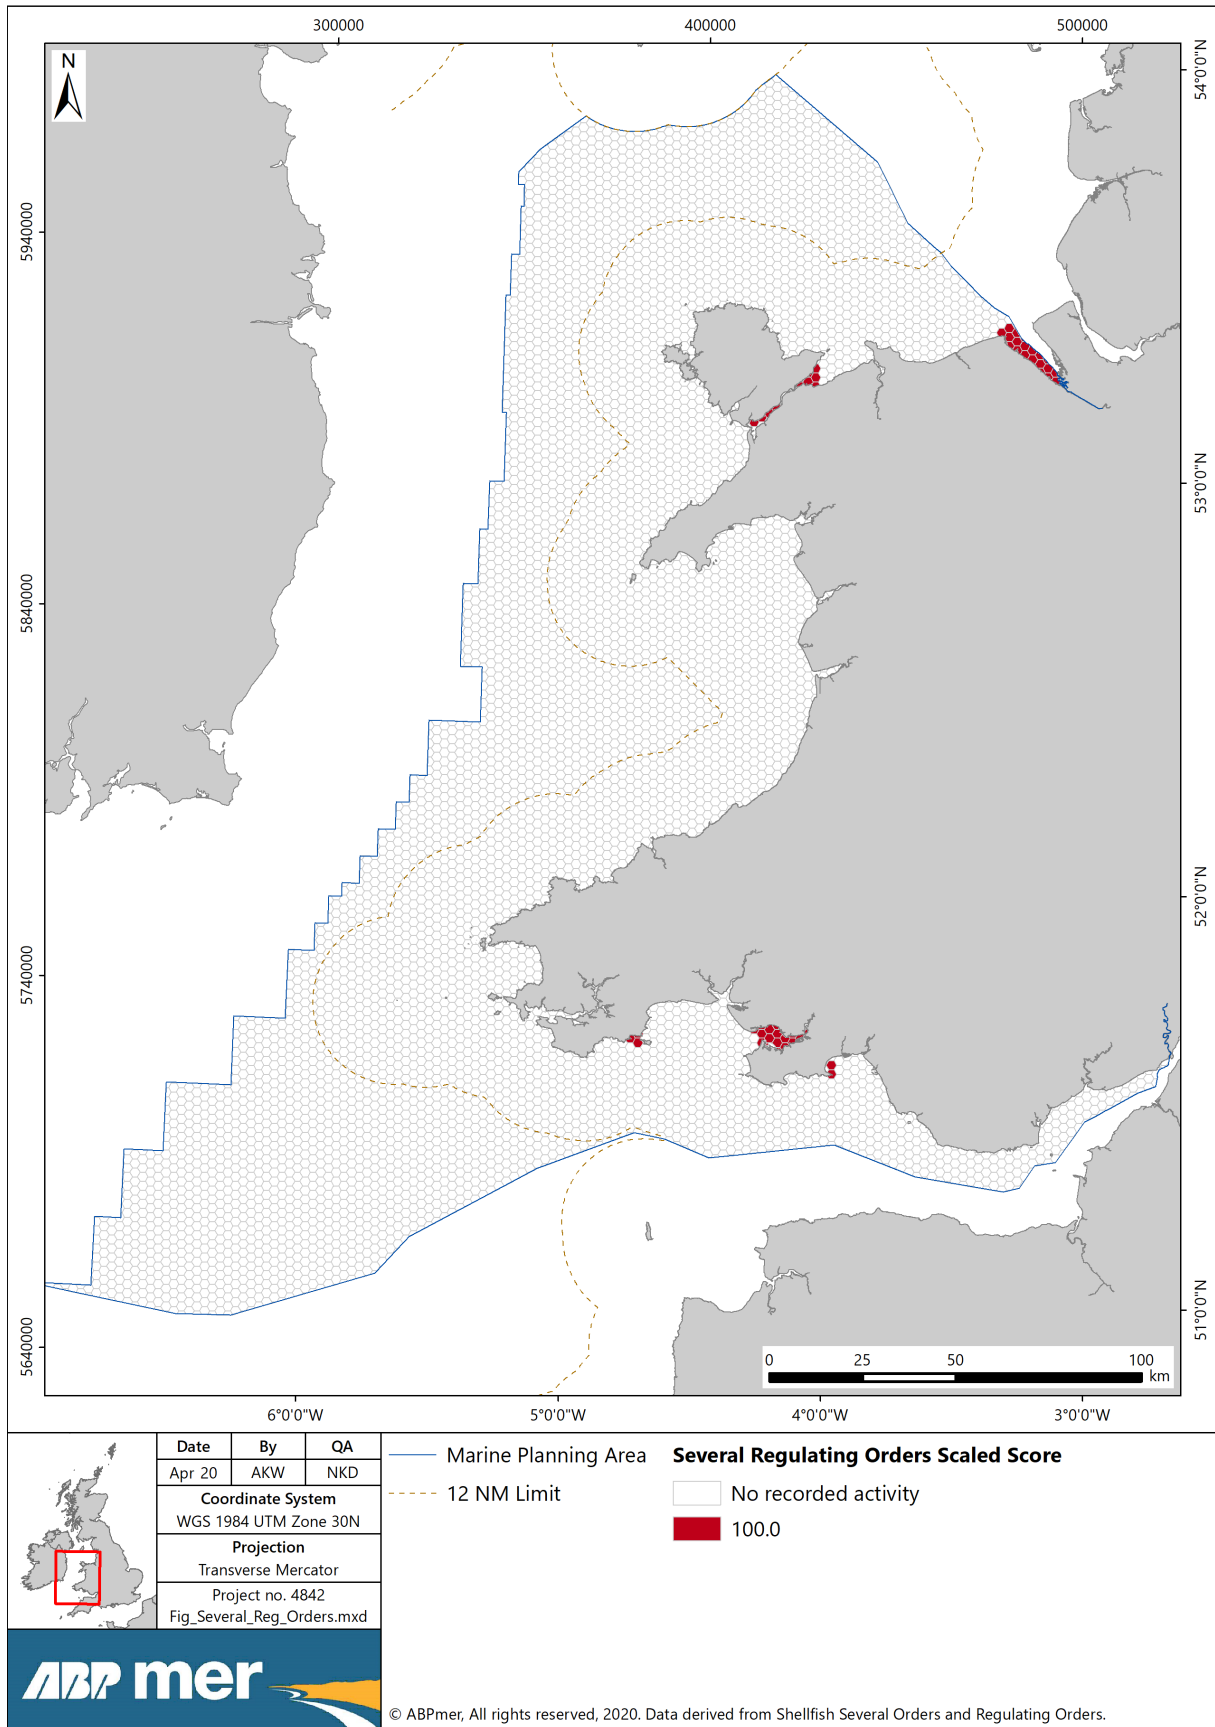 300000 400000 500000
N
54°0'0"N
5940000
53°0'0"N
5840000
52°0'0"N
5740000
51°0'0"N
5640000
0 25 50 100
km
6°0'0"W 5°0'0"W 4°0'0"W 3°0'0"W
Date By QA
Apr 20 AKW NKD
Coordinate System
WGS 1984 UTM Zone 30N
Projection
Transverse Mercator
Project no. 4842
Fig_Several_Reg_Orders.mxd
ABP mer
Marine Planning Area
12 NM Limit
Several Regulating Orders Scaled Score
No recorded activity
100.0
© ABPmer, All rights reserved, 2020. Data derived from Shellfish Several Orders and Regulating Orders.